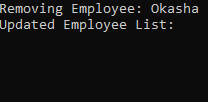 Removing Employee: Okasha
Updated Employee List: